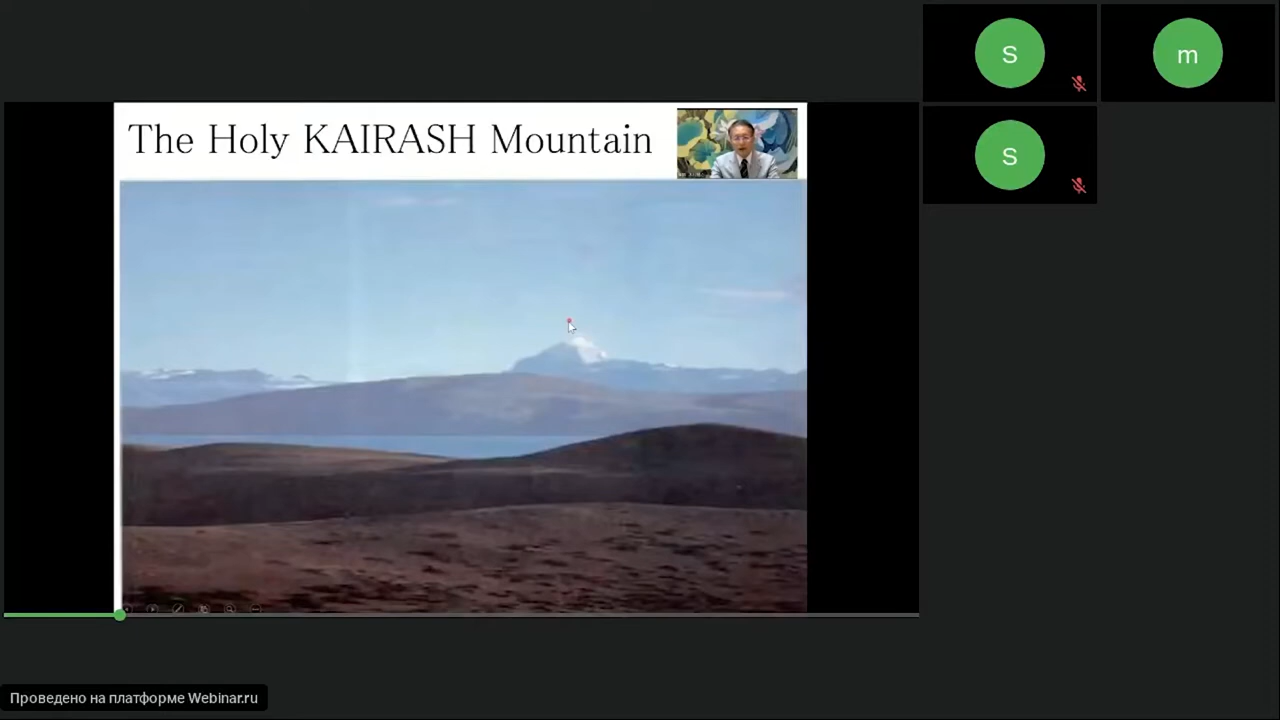 The Holy KAIRASH Mountain
S
m
S
Проведено на платформе Webinar.ru